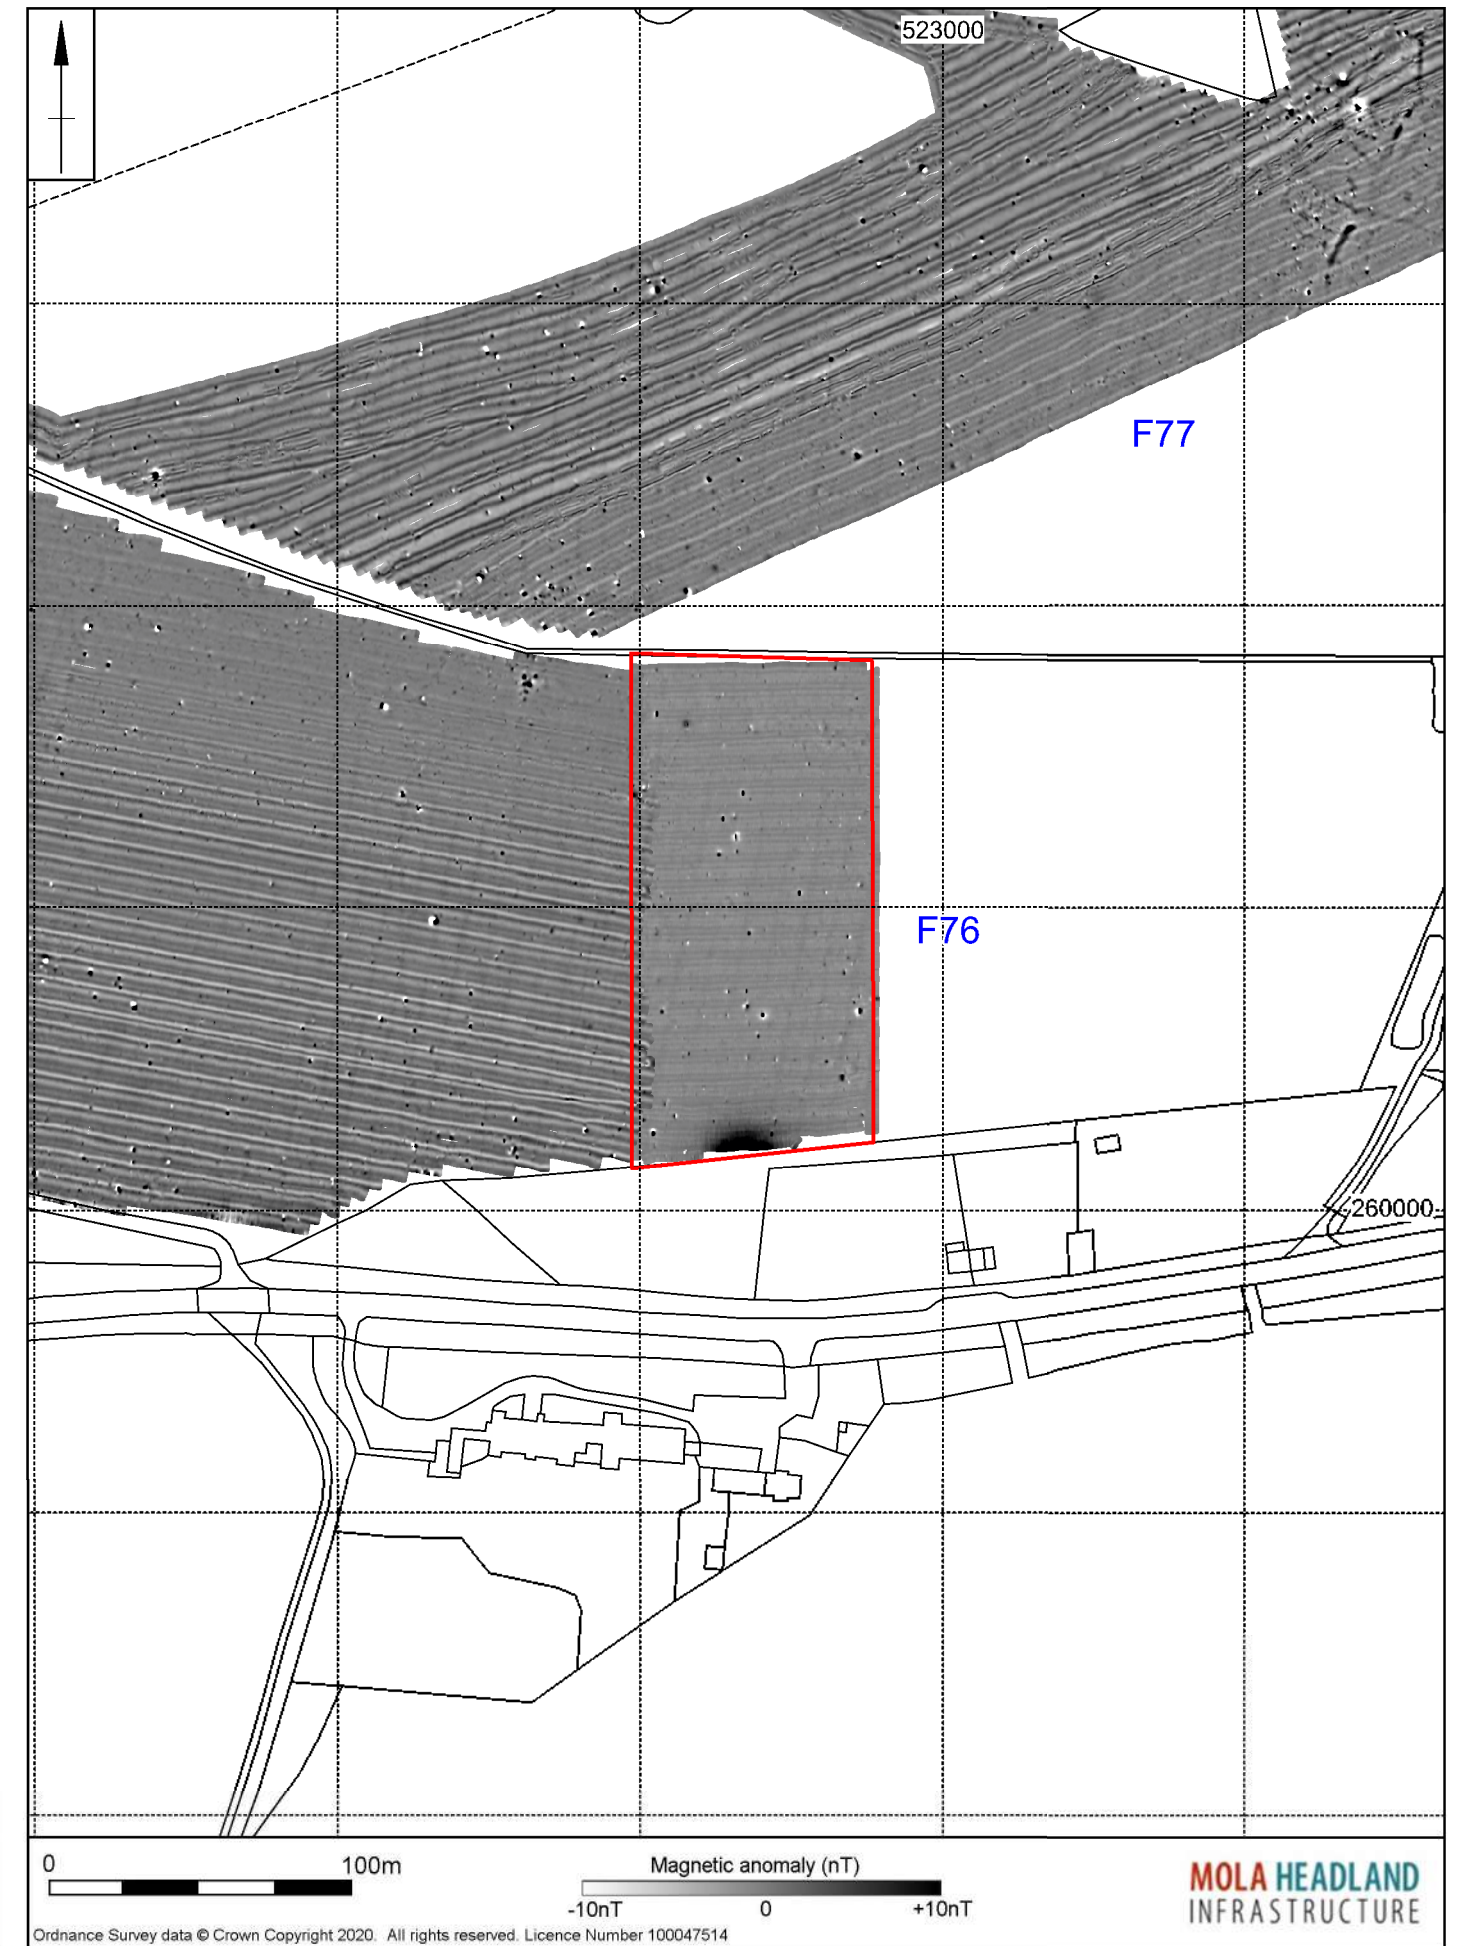 523000
F77
F76
260000
0 100m
Magnetic anomaly (nT)
-10nT 0 +10nT
MOLA HEADLAND
INFRASTRUCTURE
Ordnance Survey data © Crown Copyright 2020. All rights reserved. Licence Number 100047514